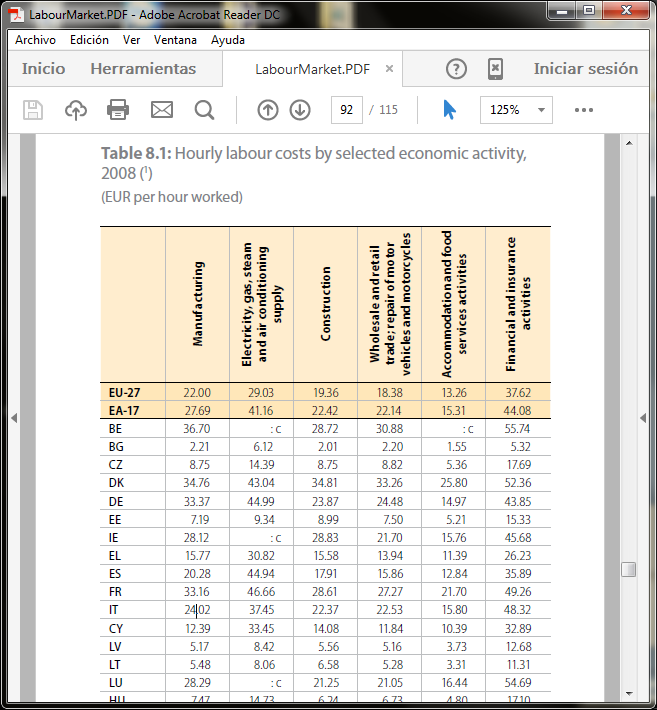 LabourMarket.PDF - Adobe Acrobat Reader DC
Archivo Edición Ver Ventana Ayuda
Inicio Herramientas LabourMarket.PDF × ? Iniciar sesión
92 / 115 125%
Table 8.1: Hourly labour costs by selected economic activity,
2008 (¹)
(EUR per hour worked)
Manufacturing
Electricity, gas, steam
and air conditioning
supply
Construction
Wholesale and retail
trade; repair of motor
vehicles and motorcycles
Accommodation and food
services activities
Financial and insurance
activities
EU-27 22.00 29.03 19.36 18.38 13.26 37.62
EA-17 27.69 41.16 22.42 22.14 15.31 44.08
BE 36.70 : c 28.72 30.88 : c 55.74
BG 2.21 6.12 2.01 2.20 1.55 5.32
CZ 8.75 14.39 8.75 8.82 5.36 17.69
DK 34.76 43.04 34.81 33.26 25.80 52.36
DE 33.37 44.99 23.87 24.48 14.97 43.85
EE 7.19 9.34 8.99 7.50 5.21 15.33
IE 28.12 : c 28.83 21.70 15.76 45.68
EL 15.77 30.82 15.58 13.94 11.39 26.23
ES 20.28 44.94 17.91 15.86 12.84 35.89
FR 33.16 46.66 28.61 27.27 21.70 49.26
IT 24.02 37.45 22.37 22.53 15.80 48.32
CY 12.39 33.45 14.08 11.84 10.39 32.89
LV 5.17 8.42 5.56 5.16 3.73 12.68
LT 5.48 8.06 6.58 5.28 3.31 11.31
LU 28.29 : c 21.25 21.05 16.44 54.69
HU 7.47 14.73 6.24 6.73 4.80 17.10